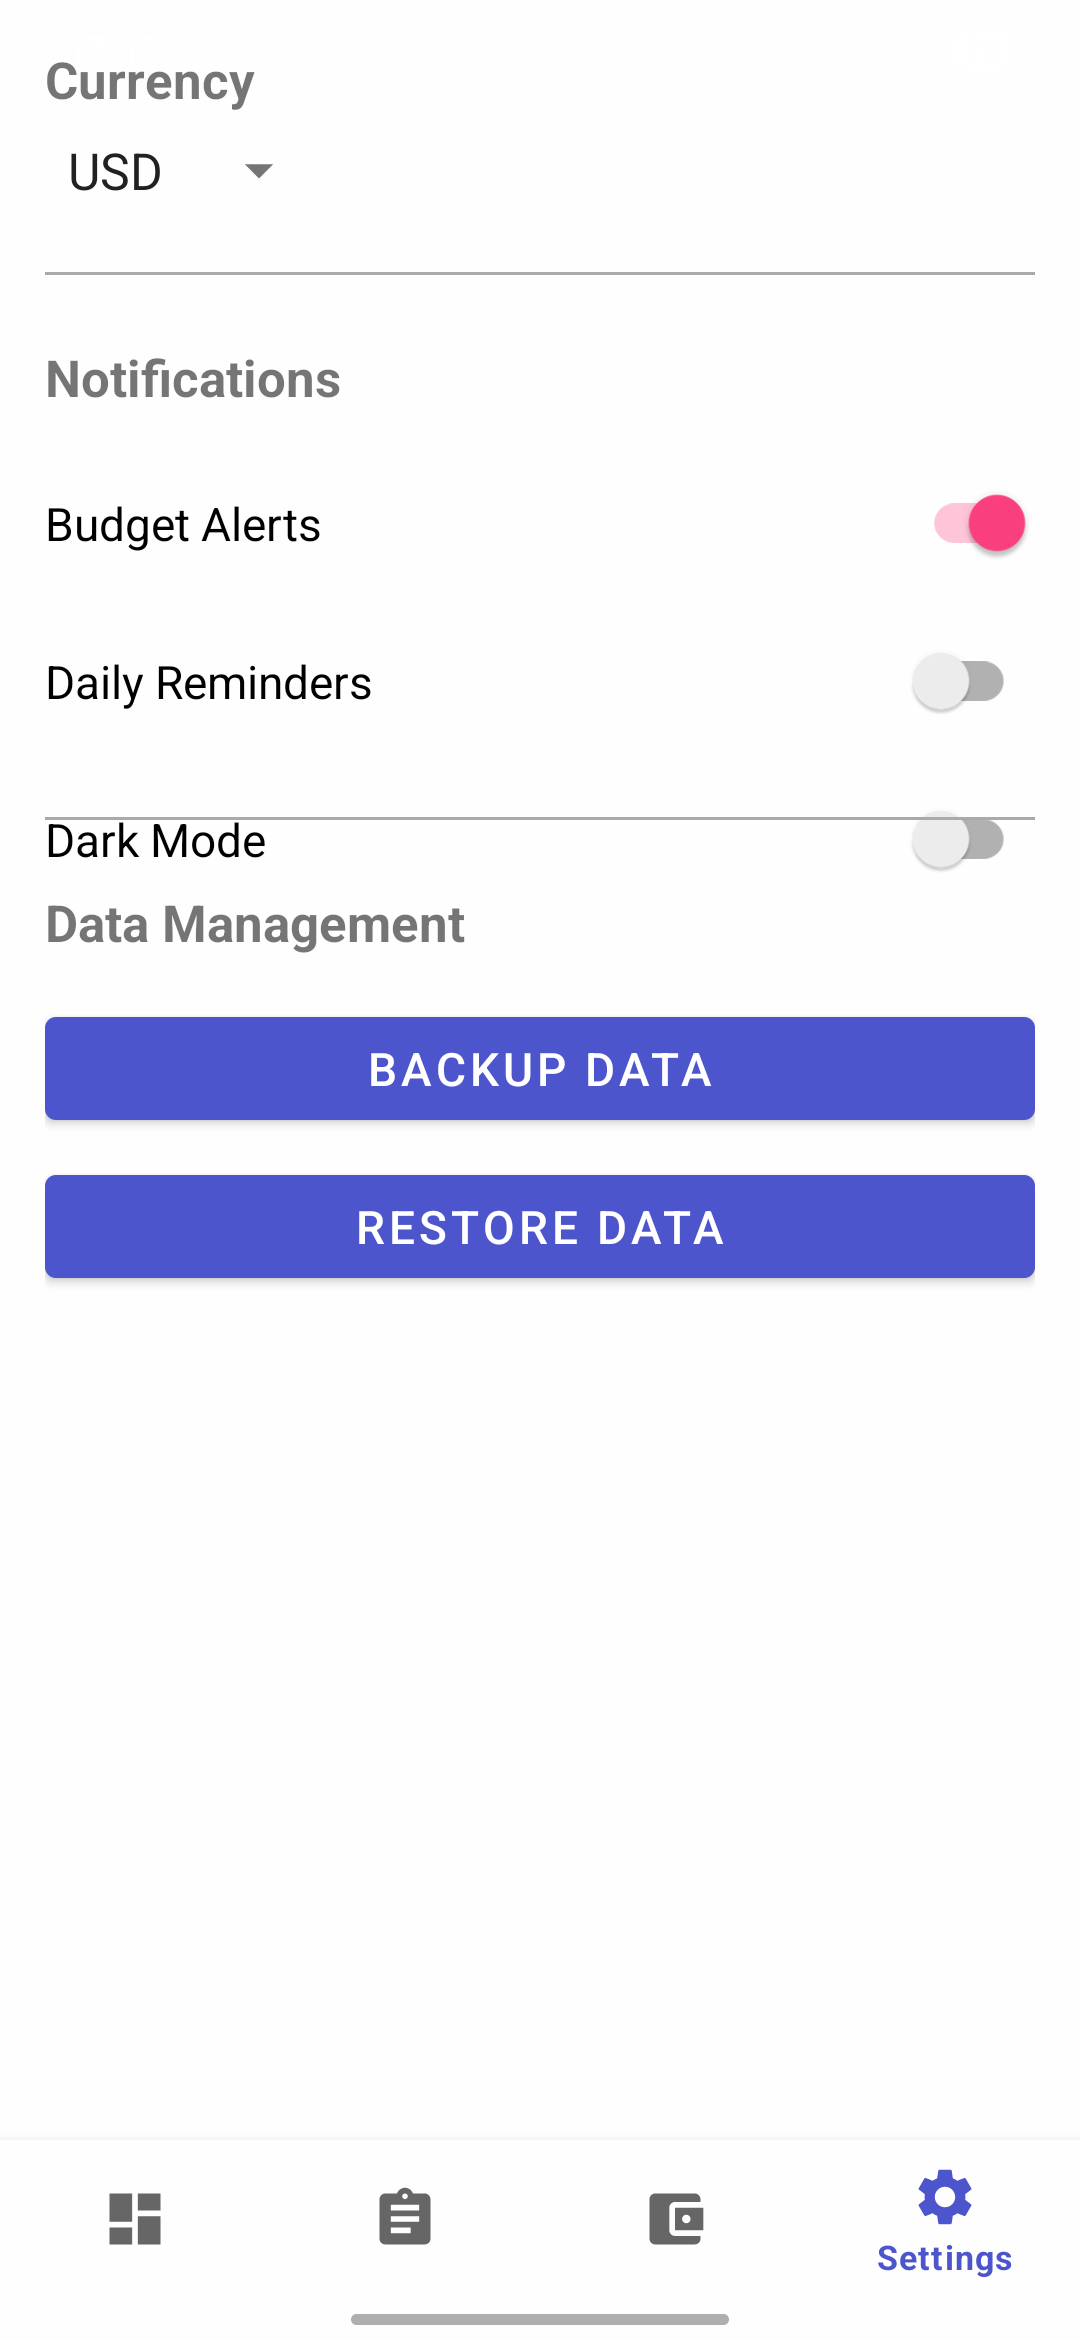 Currency
USD
Notifications
Budget Alerts
Daily Reminders
Dark Mode
Data Management
BACKUP DATA
RESTORE DATA
Settings